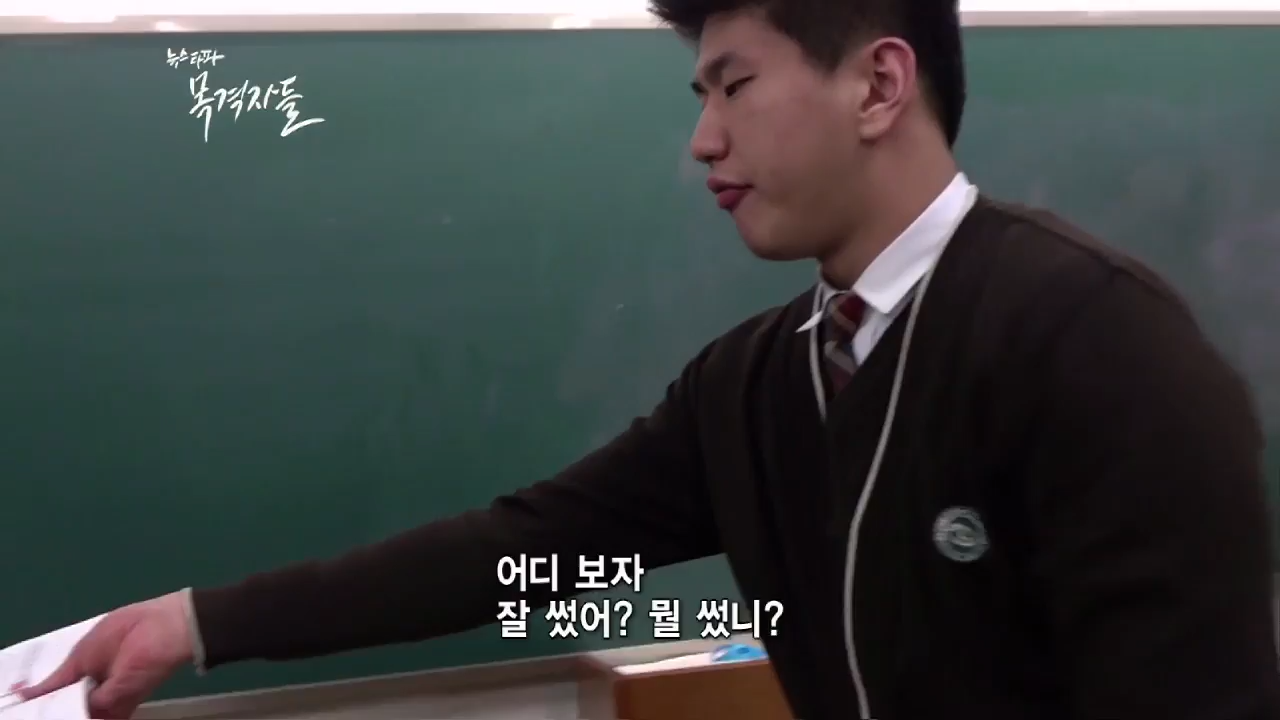 뉴스타파
목격자들
어디 보자
잘 썼어? 뭘 썼니?